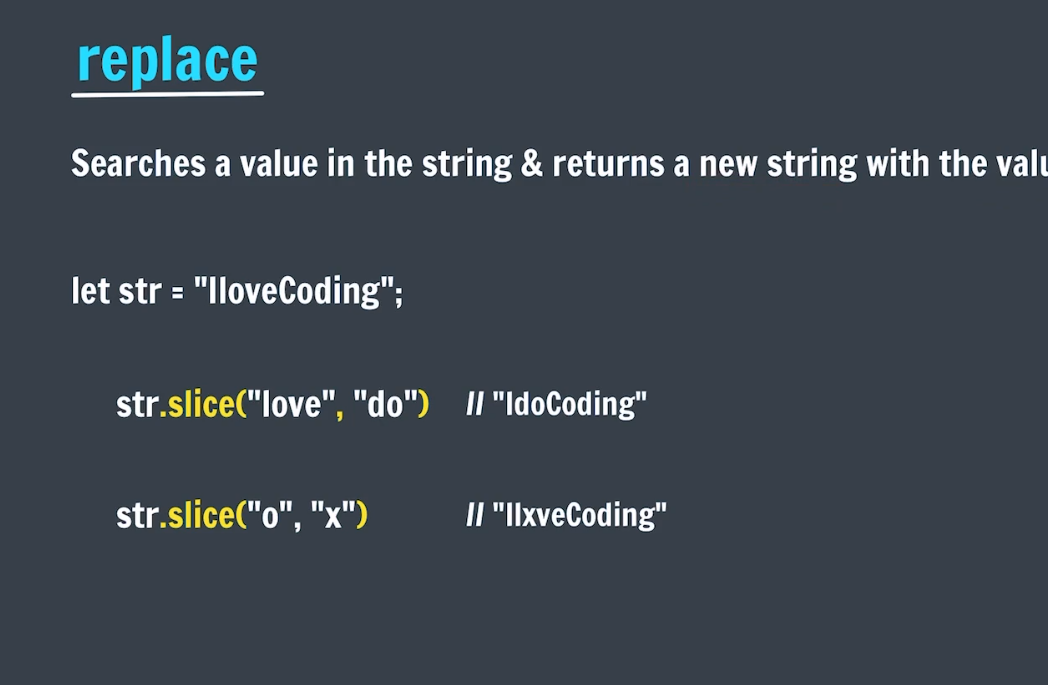 replace
Searches a value in the string & returns a new string with the valu
let str = "IloveCoding";
str.slice("love", "do") // "IdoCoding"
str.slice("o", "x") // "IlxveCoding"